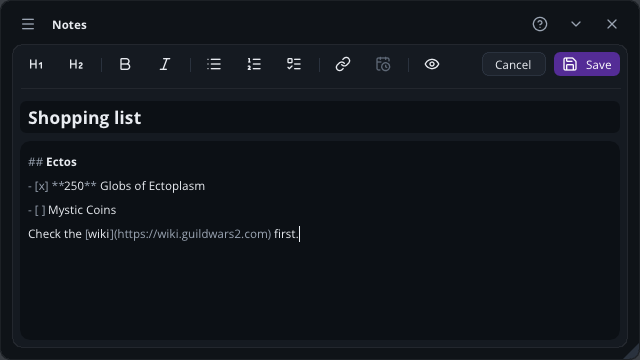 Notes
H1 H2 B I Cancel Save
Shopping list
## Ectos
- [x] **250** Globs of Ectoplasm
- [ ] Mystic Coins
Check the [wiki](https://wiki.guildwars2.com) first.